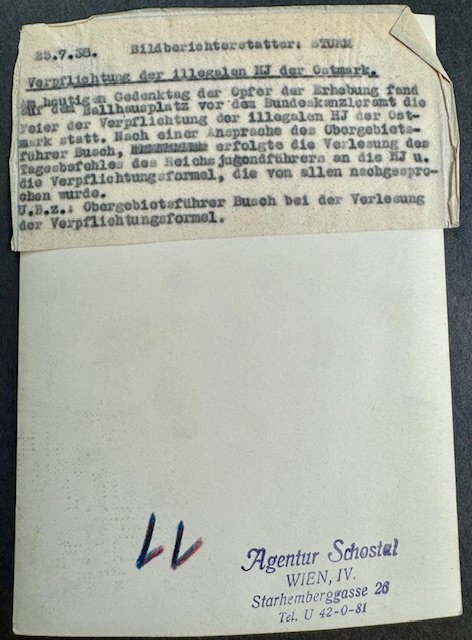 25.7.38. Bildberichterstatter: STURM
Verpflichtung der illegalen HJ der Ostmark.
Am heutigen Gedenktag der Opfer der Erhebung fand
auf dem Ballhausplatz vor dem Bundeskanzleramt die
Feier der Verpflichtung der illegalen HJ der Ost-
mark statt. Nach einer Ansprache des Obergebiets-
führer Busch, erfolgte die Verlesung des
Tagesbefehles des Reichsjugendführers an die HJ u.
die Verpflichtungsformel, die von allen nachgespro-
chen wurde.
U.B.z.: Obergebietsführer Busch bei der Verlesung
der Verpflichtungsformel.
Agentur Schostal
WIEN, IV.
Starhemberggasse 26
Tel. U 42-0-81